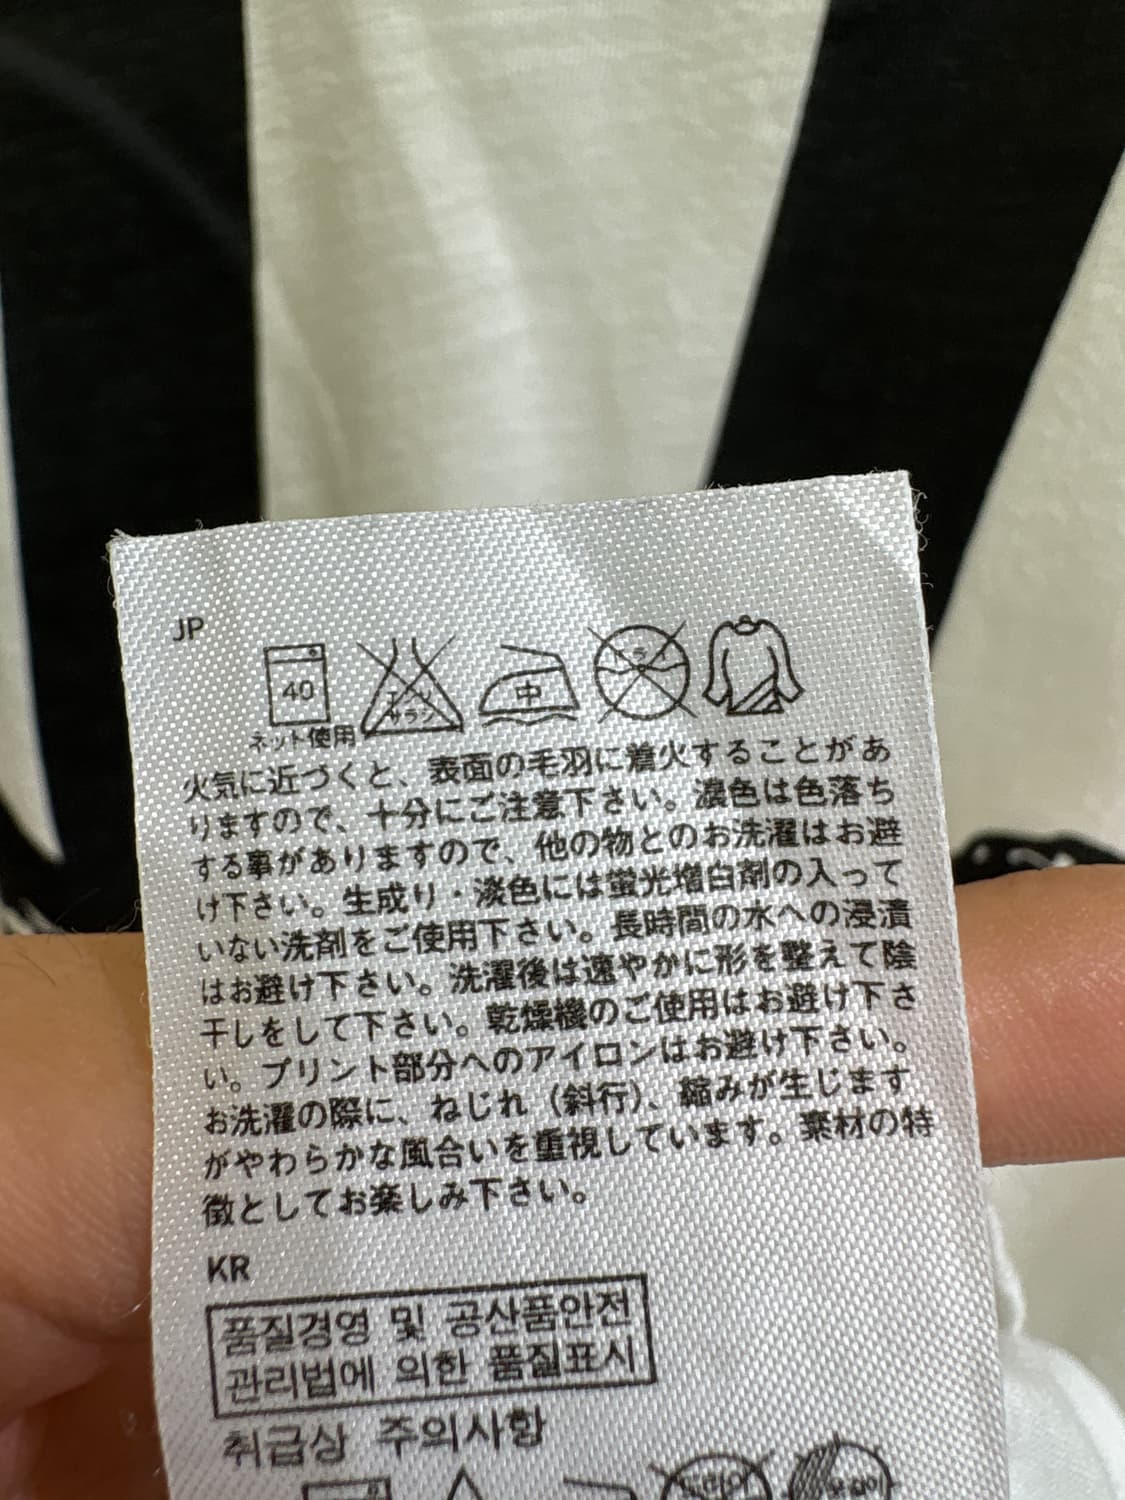 JP
40
ネット使用
エンソ
サラシ
中
ドライ
火気に近づくと、表面の毛羽に着火することがあ
りますので、十分にご注意下さい。濃色は色落ち
する事がありますので、他の物とのお洗濯はお避
け下さい。生成り・淡色には蛍光増白剤の入って
いない洗剤をご使用下さい。長時間の水への浸漬
はお避け下さい。洗濯後は速やかに形を整えて陰
干しをして下さい。乾燥機のご使用はお避け下さ
い。プリント部分へのアイロンはお避け下さい。
お洗濯の際に、ねじれ（斜行）、縮みが生じます
がやわらかな風合いを重視しています。素材の特
徴としてお楽しみ下さい。
KR
품질경영 및 공산품안전
관리법에 의한 품질표시
취급상 주의사항
드라이